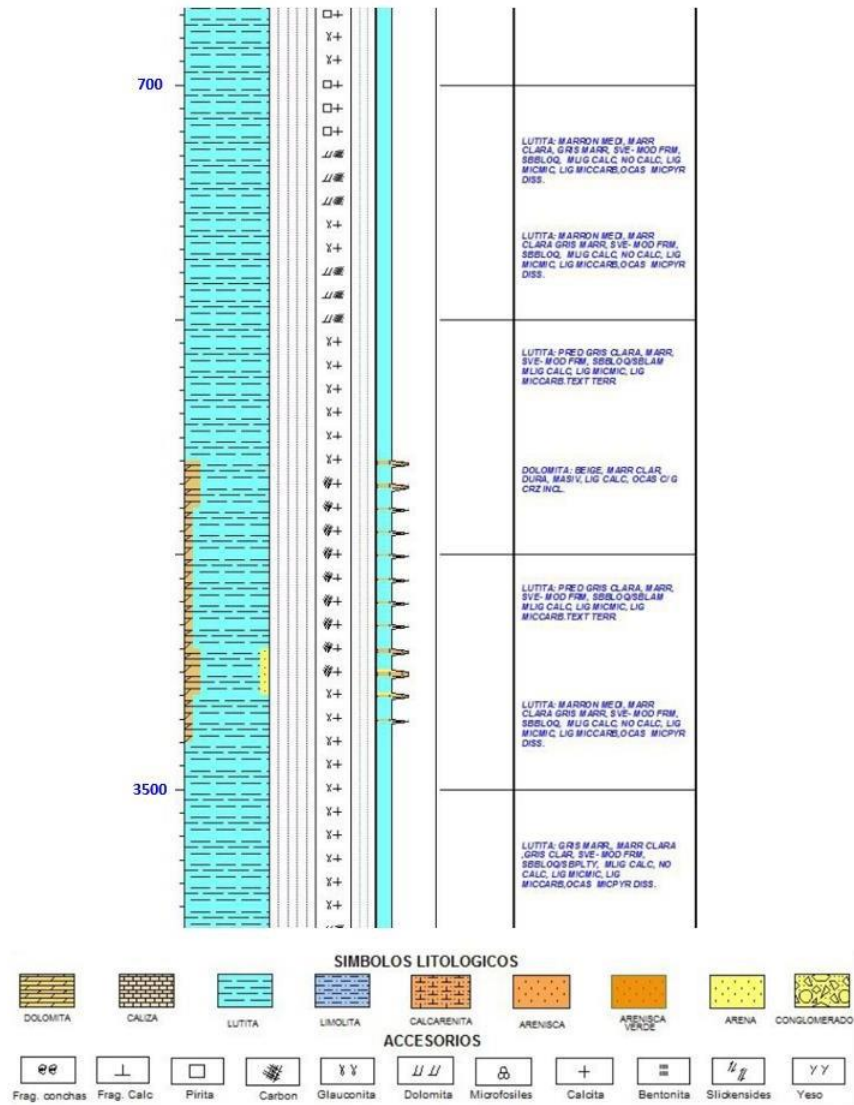 700
LUTITA: MARRON MEDI, MARR
CLARA, GRIS MARR, SVE- MOD FRM,
SBBLOQ, MLIG CALC, NO CALC, LIG
MICMIC, LIG MICCARB,OCAS MICPYR
DISS.
LUTITA: MARRON MEDI, MARR
CLARA GRIS MARR, SVE- MOD FRM,
SBBLOQ, MLIG CALC, NO CALC, LIG
MICMIC, LIG MICCARB,OCAS MICPYR
DISS.
LUTITA: PRED GRIS CLARA, MARR,
SVE- MOD FRM, SBBLOQ/SBLAM
MLIG CALC, LIG MICMIC, LIG
MICCARB.TEXT TERR.
DOLOMITA: BEIGE, MARR CLAR,
DURA, MASIV, LIG CALC, OCAS C/G
CRZ INCL.
LUTITA: PRED GRIS CLARA, MARR,
SVE- MOD FRM, SBBLOQ/SBLAM
MLIG CALC, LIG MICMIC, LIG
MICCARB.TEXT TERR.
LUTITA: MARRON MEDI, MARR
CLARA GRIS MARR, SVE- MOD FRM,
SBBLOQ, MLIG CALC, NO CALC, LIG
MICMIC, LIG MICCARB,OCAS MICPYR
DISS.
3500
LUTITA: GRIS MARR, MARR CLARA
,GRIS CLAR, SVE- MOD FRM,
SBBLOQ/SBPLTY, MLIG CALC, NO
CALC, LIG MICMIC, LIG
MICCARB,OCAS MICPYR DISS.
SIMBOLOS LITOLOGICOS
DOLOMITA CALIZA LUTITA LIMOLITA CALCARENITA ARENISCA ARENISCA VERDE ARENA CONGLOMERADO
ACCESORIOS
Frag. conchas Frag. Calc Pirita Carbon Glauconita Dolomita Microfosiles Calcita Bentonita Slickensides Yeso